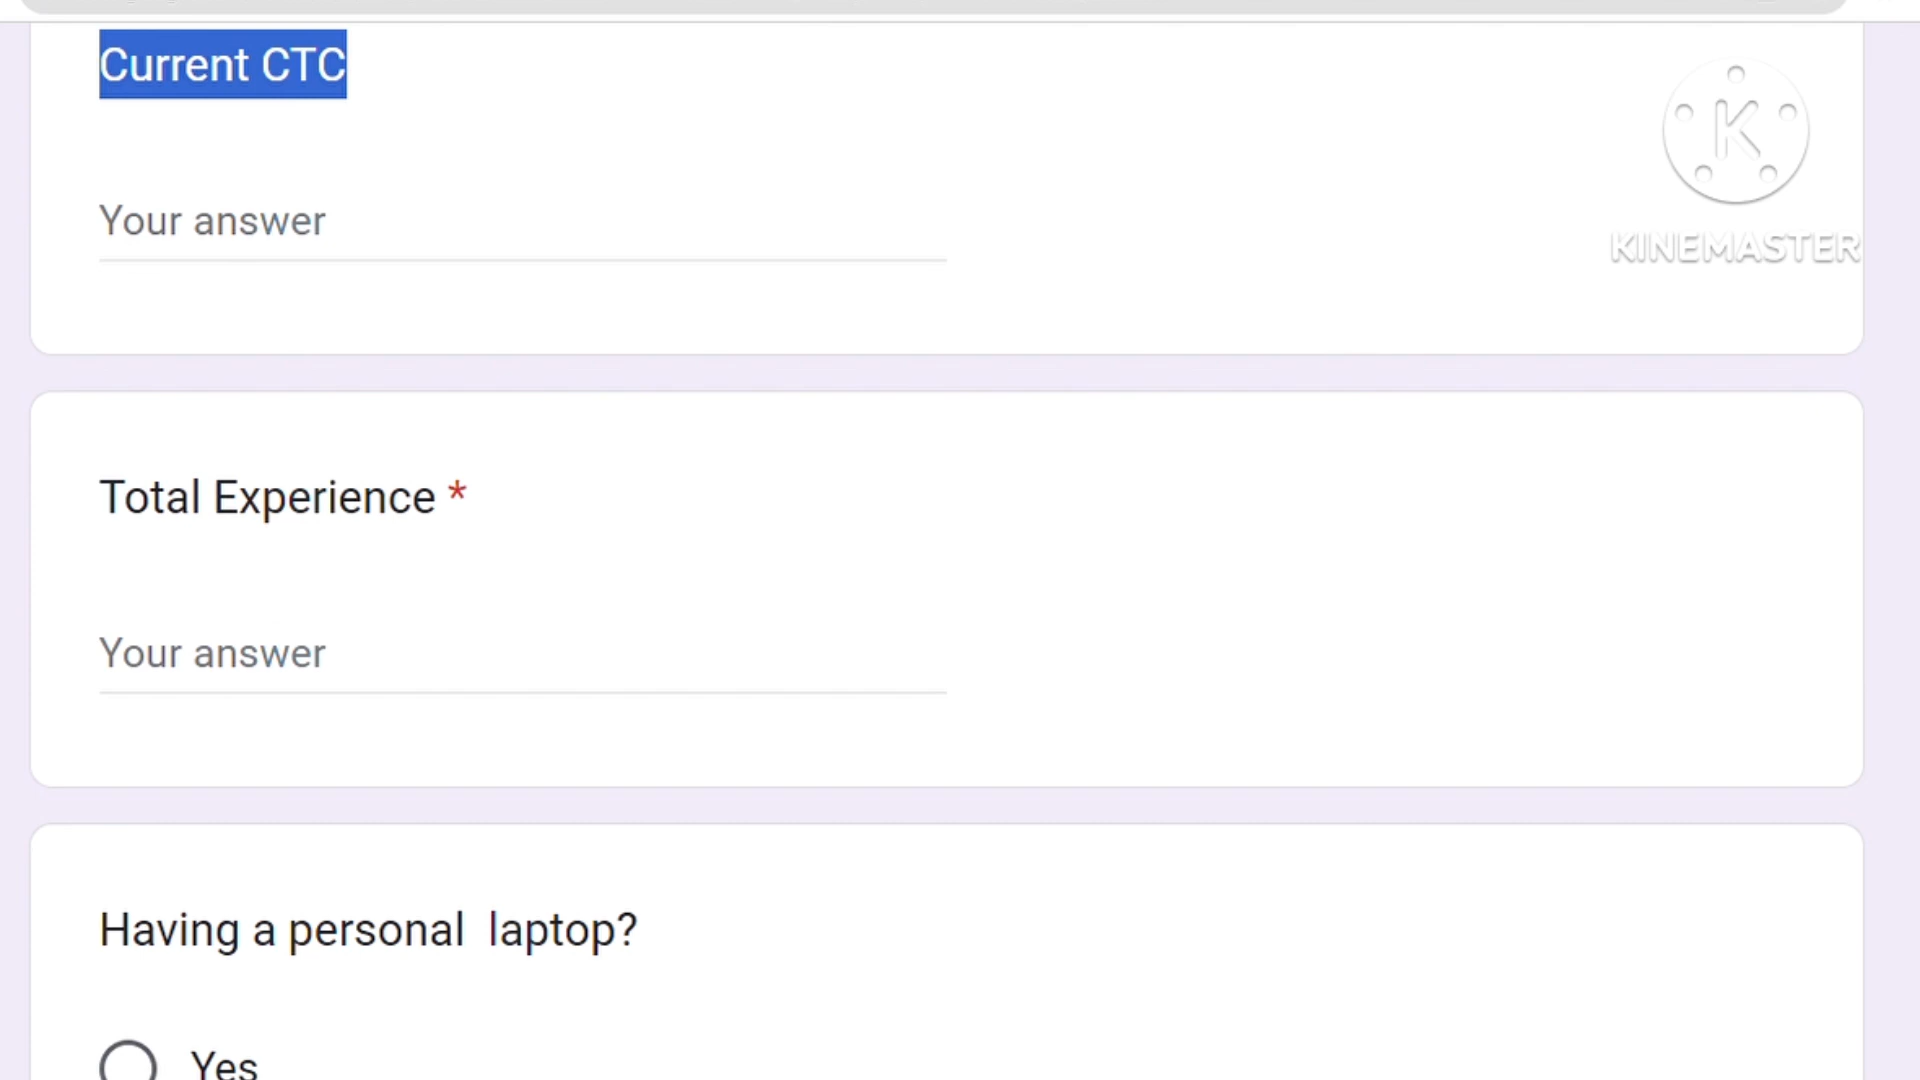 Current CTC
Your answer
K
KINEMASTER
Total Experience *
Your answer
Having a personal  laptop?
Yes